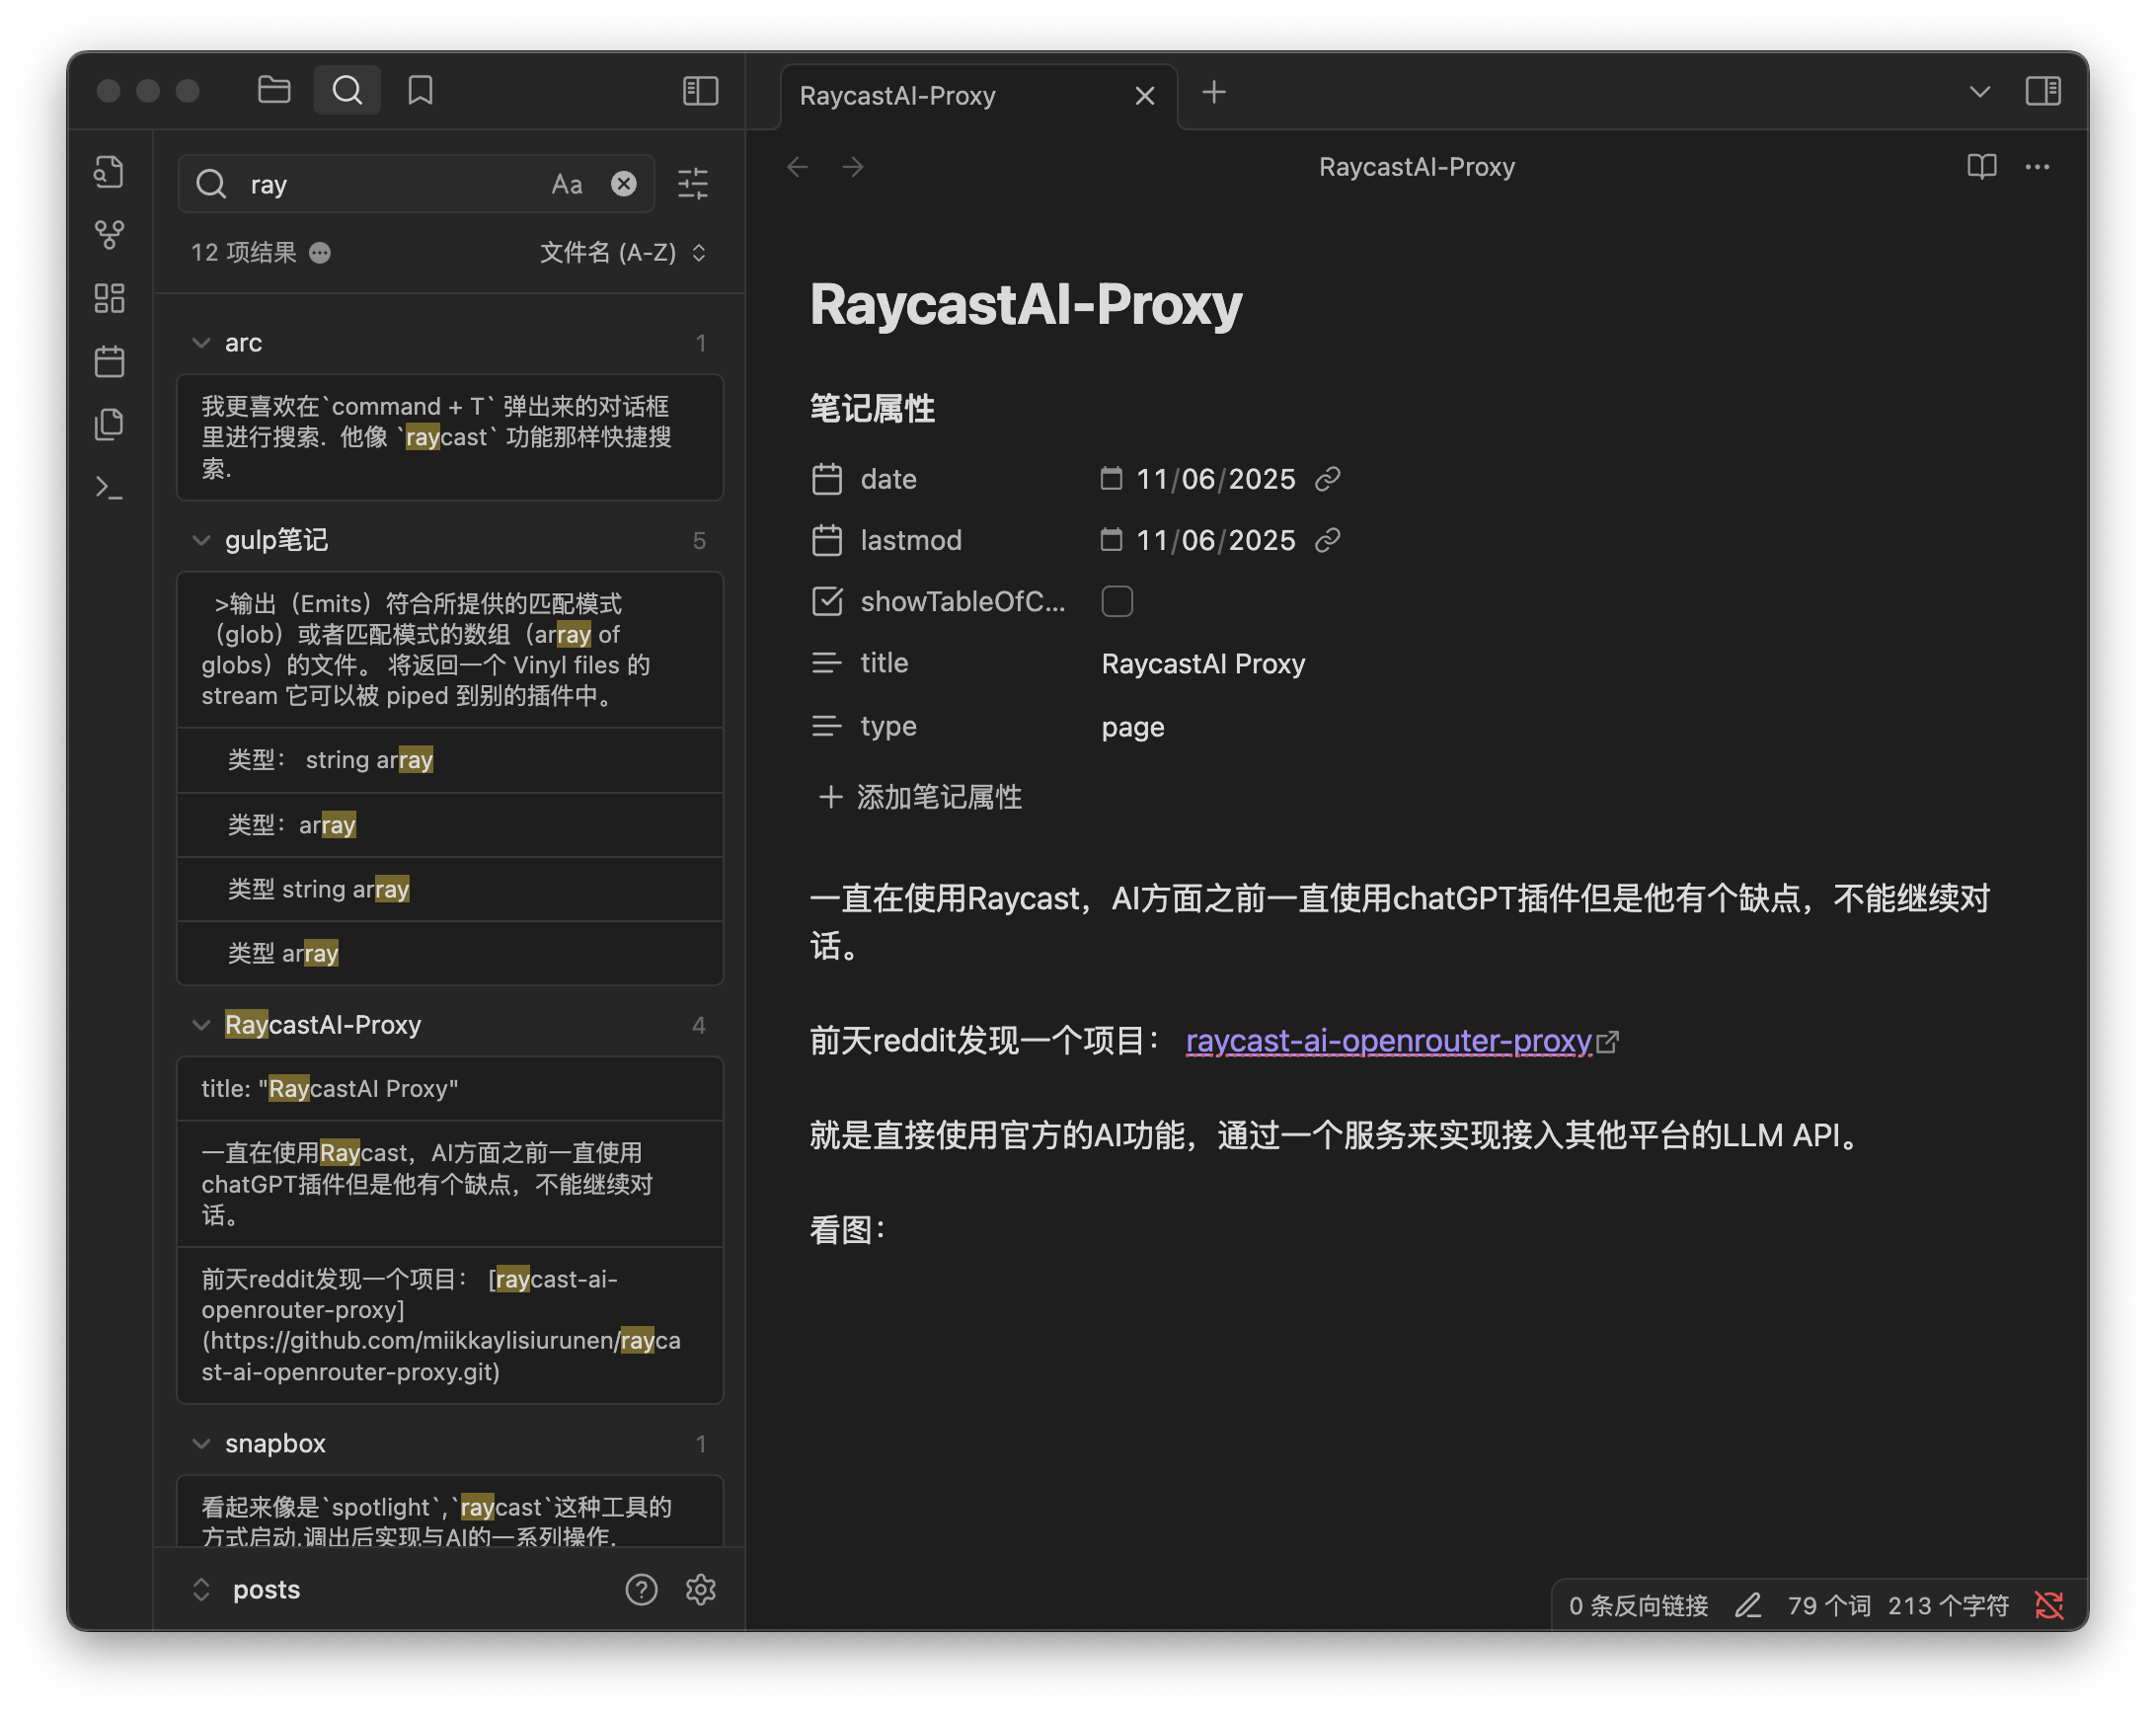 RaycastAI-Proxy
ray
Aa
12 项结果
文件名 (A-Z)
arc
1
我更喜欢在`command + T` 弹出来的对话框
里进行搜索. 他像 `raycast` 功能那样快捷搜
索.
gulp笔记
5
>输出（Emits）符合所提供的匹配模式
（glob）或者匹配模式的数组（array of
globs）的文件。 将返回一个 Vinyl files 的
stream 它可以被 piped 到别的插件中。
类型： string array
类型：array
类型 string array
类型 array
RaycastAI-Proxy
4
title: "RaycastAI Proxy"
一直在使用Raycast，AI方面之前一直使用
chatGPT插件但是他有个缺点，不能继续对
话。
前天reddit发现一个项目： [raycast-ai-
openrouter-proxy]
(https://github.com/miikkaylisiurunen/rayca
st-ai-openrouter-proxy.git)
snapbox
1
看起来像是`spotlight`,`raycast`这种工具的
方式启动,调出后实现与AI的一系列操作.
posts
RaycastAI-Proxy
RaycastAI-Proxy
笔记属性
date
11/06/2025
lastmod
11/06/2025
showTableOfC...
title
RaycastAI Proxy
type
page
添加笔记属性
一直在使用Raycast，AI方面之前一直使用chatGPT插件但是他有个缺点，不能继续对
话。
前天reddit发现一个项目： raycast-ai-openrouter-proxy
就是直接使用官方的AI功能，通过一个服务来实现接入其他平台的LLM API。
看图：
0 条反向链接
79 个词
213 个字符